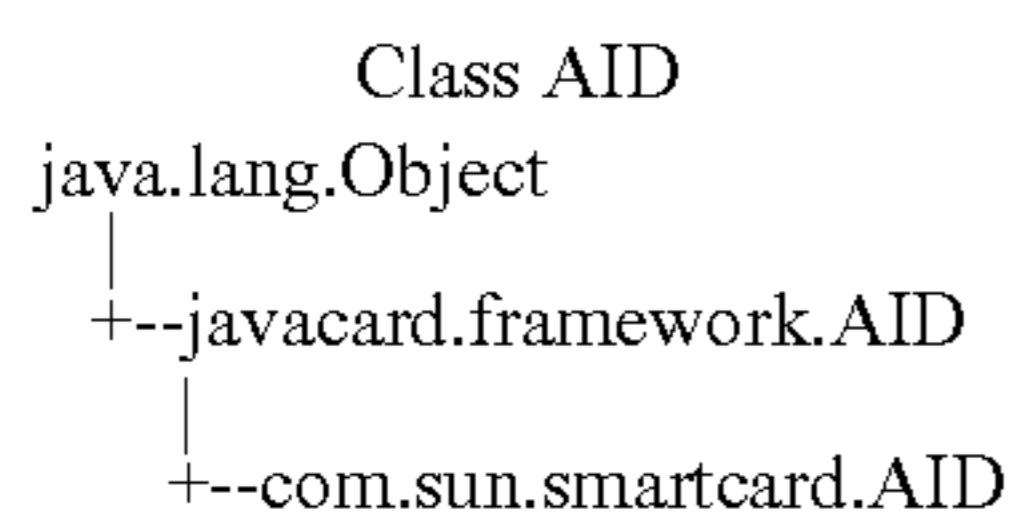 Class AID
java.lang.Object
|
+--javacard.framework.AID
|
+--com.sun.smartcard.AID